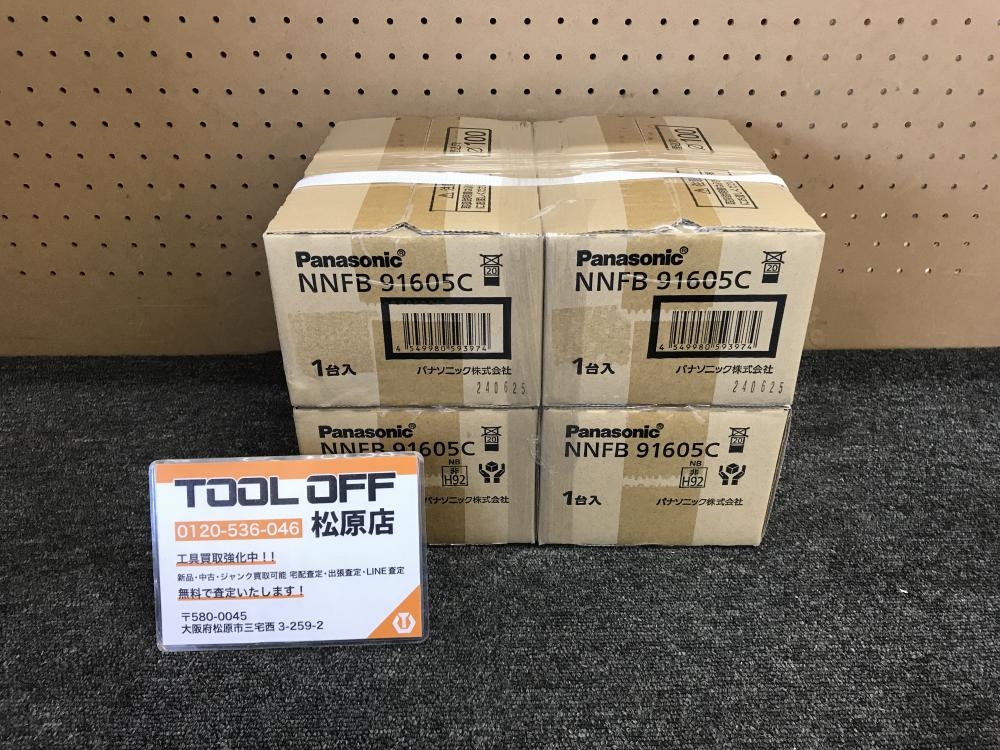 ⌀100
⌀100
Panasonic®
NNFB 91605C
20
4 549980 593974
1台入
パナソニック株式会社
240625
Panasonic®
NNFB 91605C
20
4 549980 593974
1台入
パナソニック株式会社
240625
Panasonic®
NNFB 91605C
20
NB
非
H92
パナソニック株式会社
Panasonic®
NNFB 91605C
20
NB
非
H92
1台入
パナソニック株式会社
TOOL OFF
0120-536-046 松原店
工具買取強化中!!
新品・中古・ジャンク買取可能 宅配査定・出張査定・LINE査定
無料で査定いたします!
〒580-0045
大阪府松原市三宅西 3-259-2